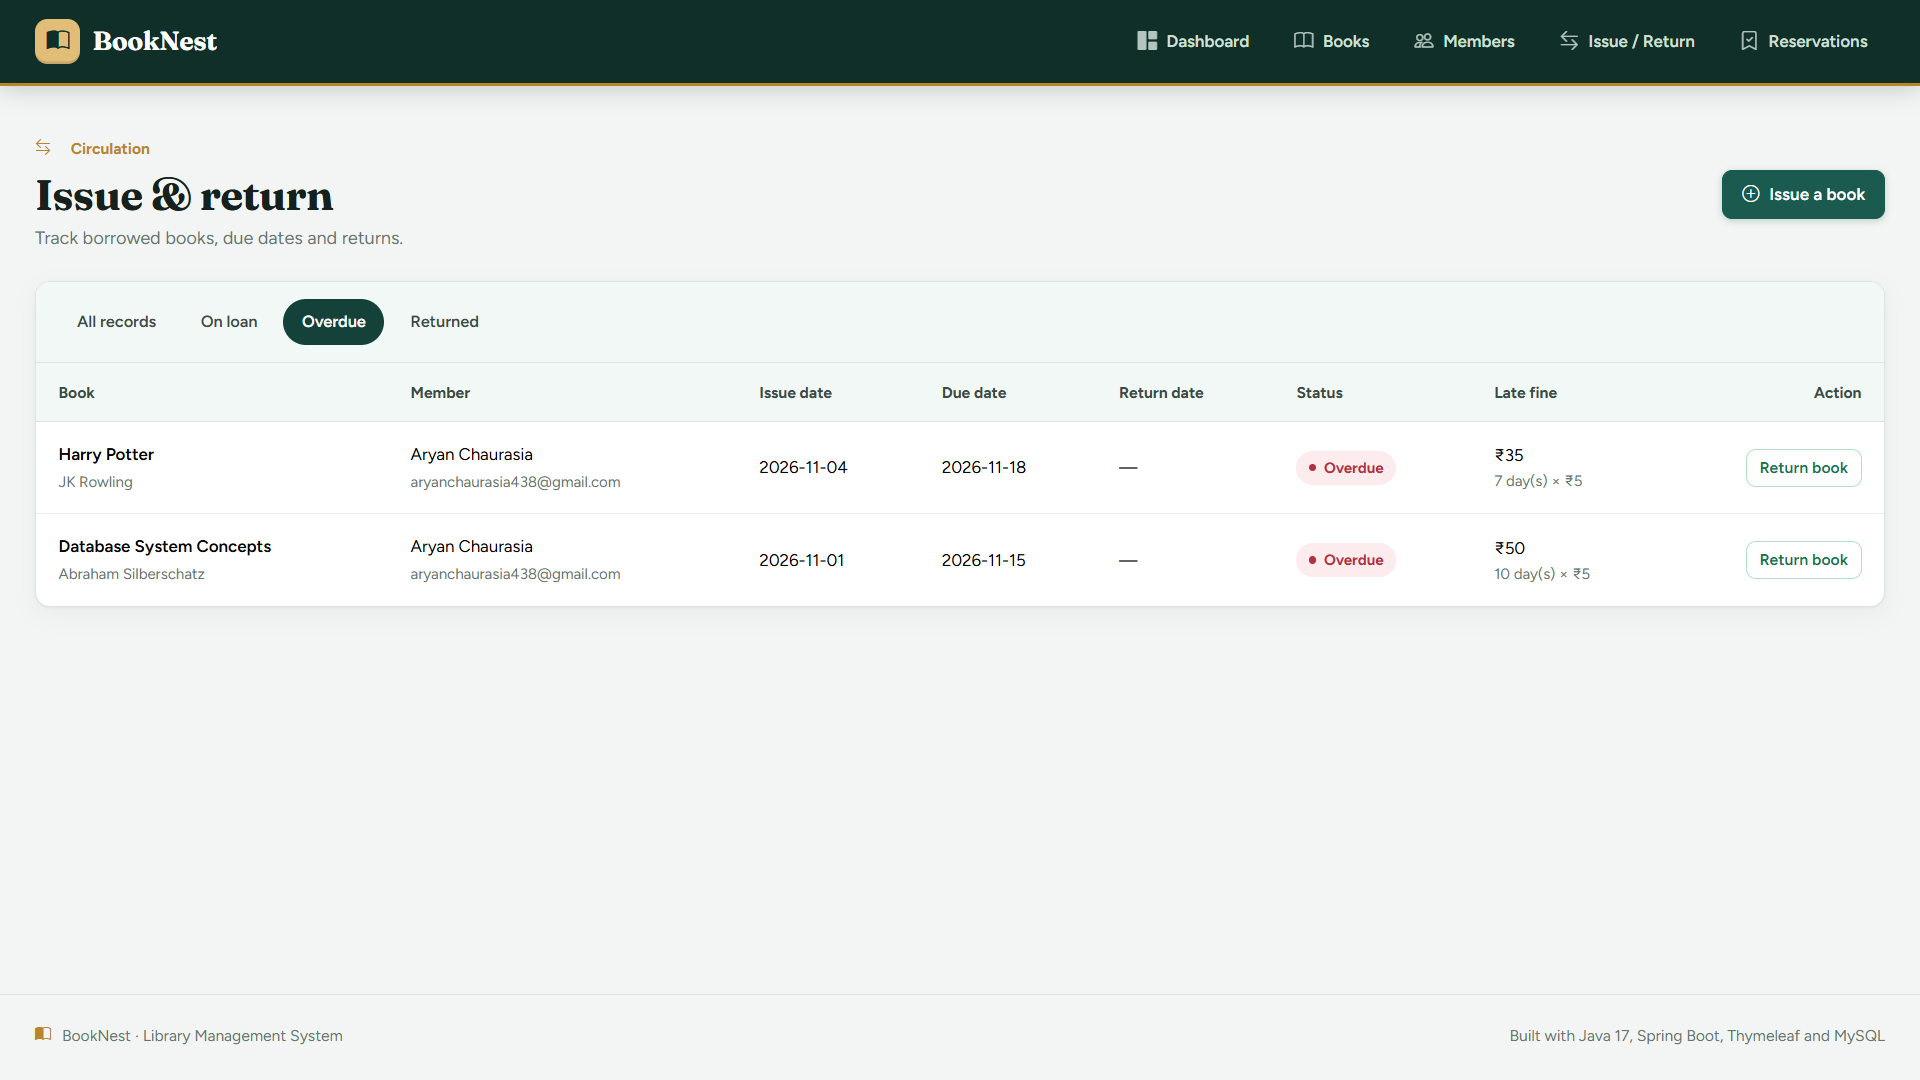 BookNest
Dashboard
Books
Members
Issue / Return
Reservations
Circulation
Issue & return
Track borrowed books, due dates and returns.
Issue a book
All records
On loan
Overdue
Returned
Book Member Issue date Due date Return date Status Late fine Action
Harry Potter
JK Rowling
Aryan Chaurasia
aryanchaurasia438@gmail.com
2026-11-04
2026-11-18
—
Overdue
₹35
7 day(s) × ₹5
Return book
Database System Concepts
Abraham Silberschatz
Aryan Chaurasia
aryanchaurasia438@gmail.com
2026-11-01
2026-11-15
—
Overdue
₹50
10 day(s) × ₹5
Return book
BookNest · Library Management System
Built with Java 17, Spring Boot, Thymeleaf and MySQL